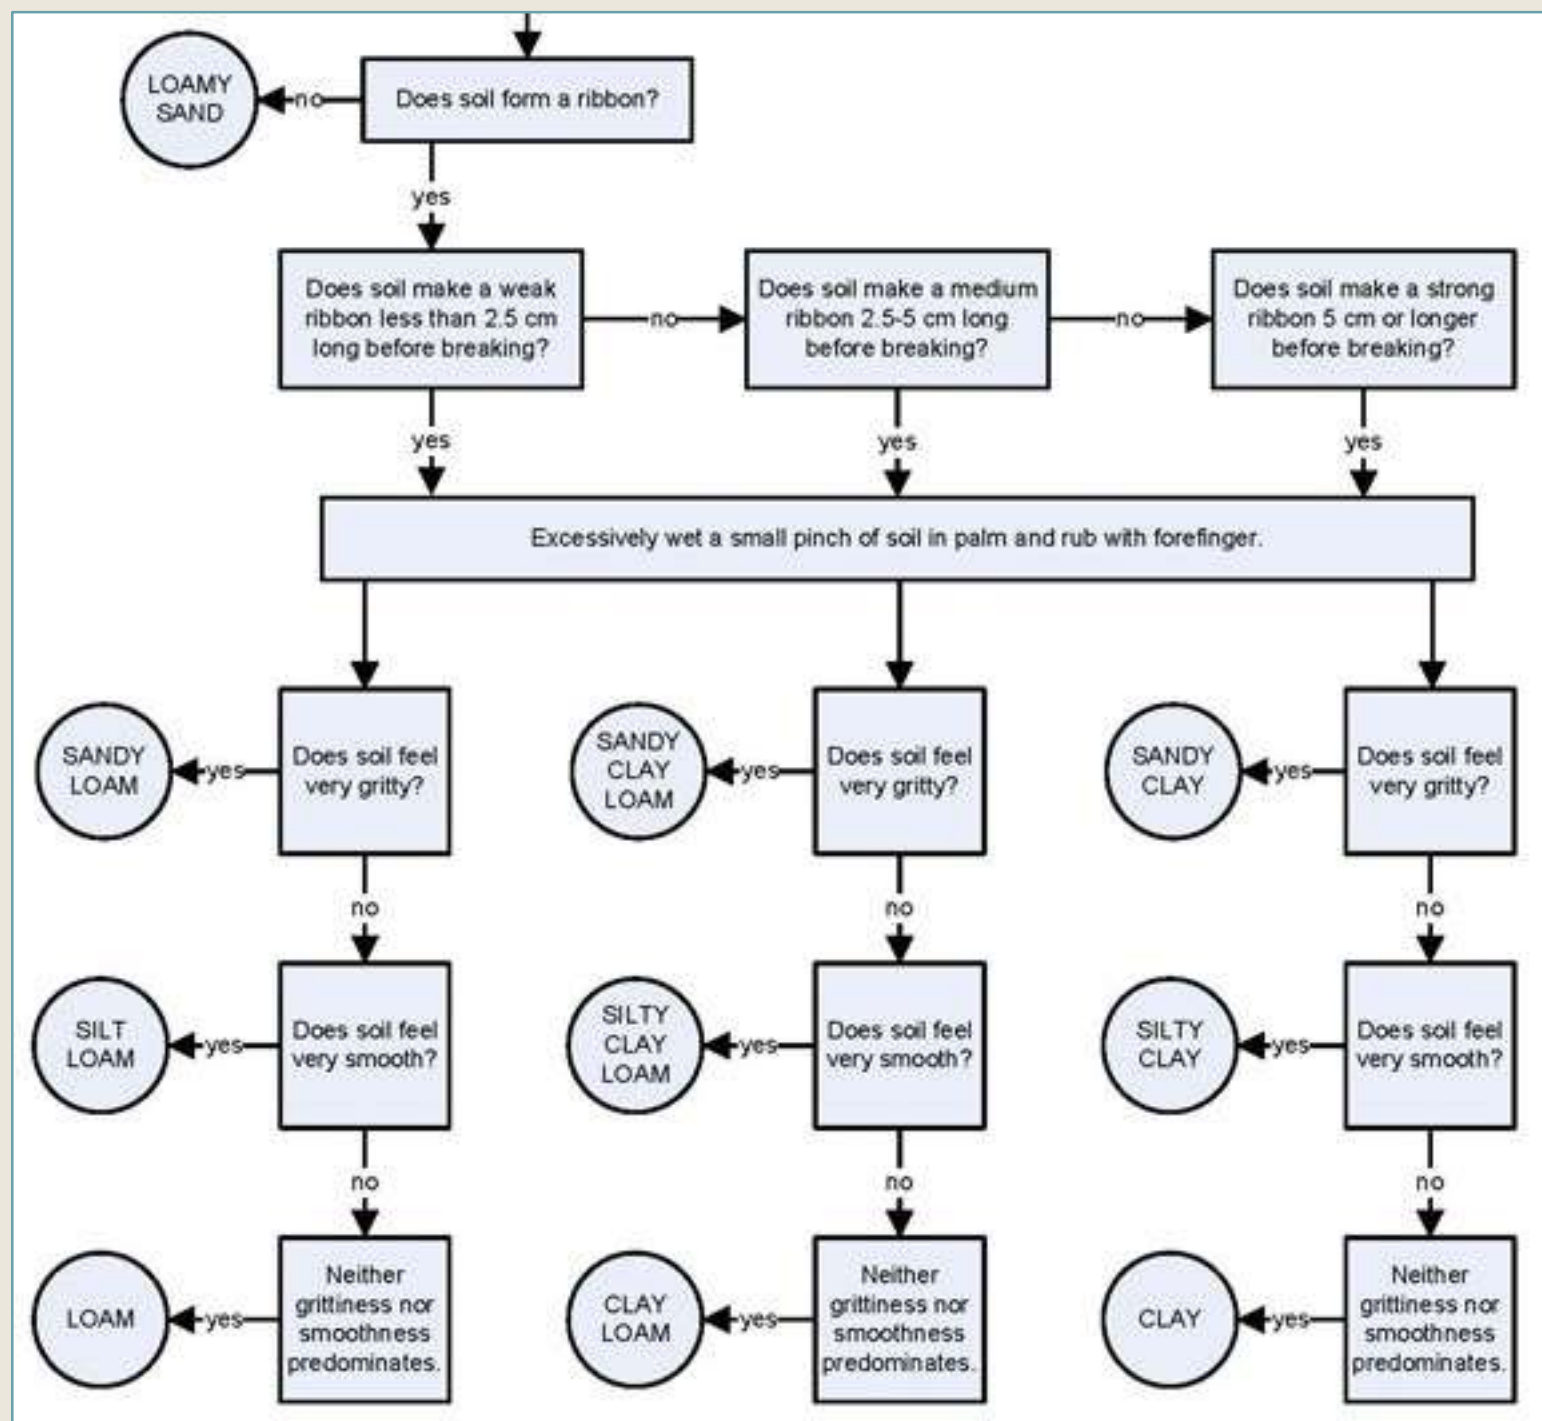 LOAMY
SAND
no
Does soil form a ribbon?
yes
Does soil make a weak
ribbon less than 2.5 cm
long before breaking?
no
Does soil make a medium
ribbon 2.5-5 cm long
before breaking?
no
Does soil make a strong
ribbon 5 cm or longer
before breaking?
yes
yes
yes
Excessively wet a small pinch of soil in palm and rub with forefinger.
SANDY
LOAM
yes
Does soil feel
very gritty?
SANDY
CLAY
LOAM
yes
Does soil feel
very gritty?
SANDY
CLAY
yes
Does soil feel
very gritty?
no
no
no
SILT
LOAM
yes
Does soil feel
very smooth?
SILTY
CLAY
LOAM
yes
Does soil feel
very smooth?
SILTY
CLAY
yes
Does soil feel
very smooth?
no
no
no
LOAM
yes
Neither
grittiness nor
smoothness
predominates.
CLAY
LOAM
yes
Neither
grittiness nor
smoothness
predominates.
CLAY
yes
Neither
grittiness nor
smoothness
predominates.